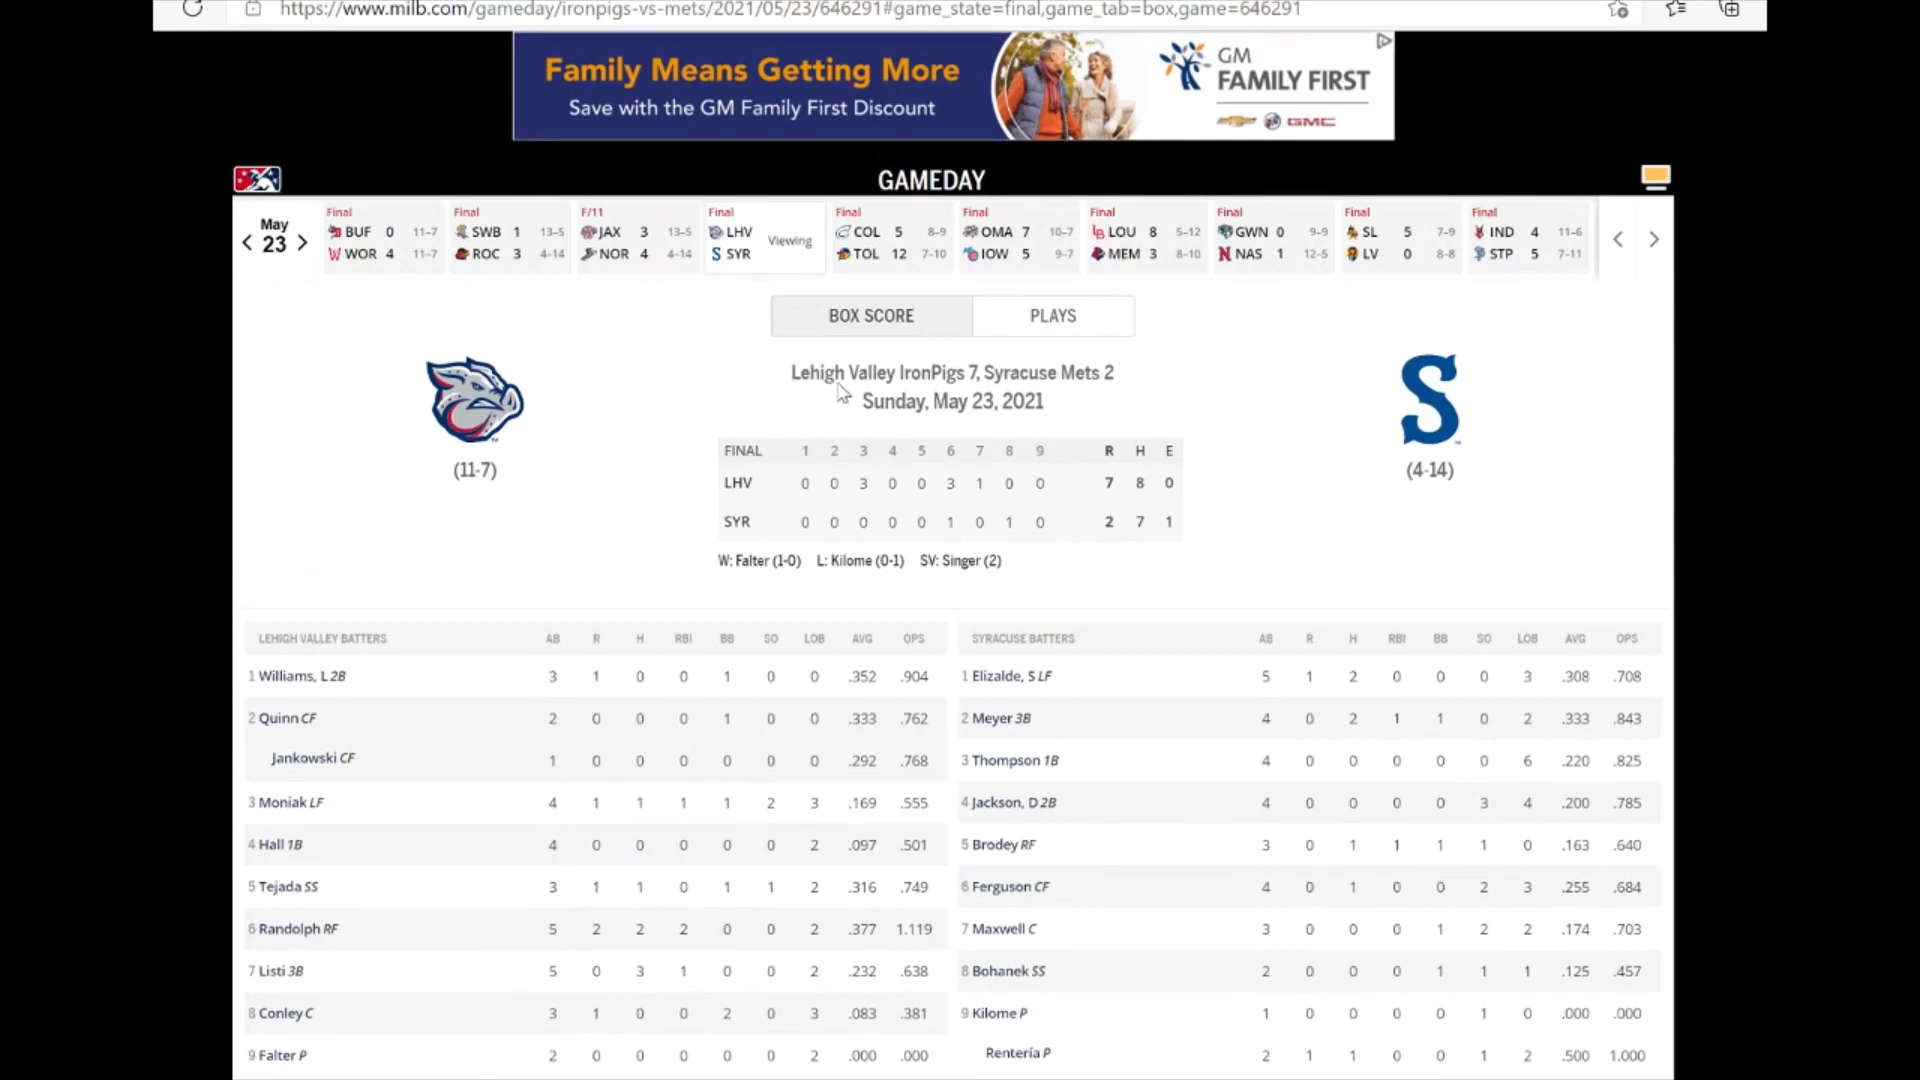 https://www.milb.com/gameday/ironpigs-vs-mets/2021/05/23/646291#game_state=final,game_tab=box,game=646291
Family Means Getting More
Save with the GM Family First Discount
GM
FAMILY FIRST
GMC
GAMEDAY
May
23
Final
BUF 0 11-7
WOR 4 11-7
Final
SWB 1 13-5
ROC 3 4-14
F/11
JAX 3 13-5
NOR 4 4-14
Final
LHV
SYR
Viewing
Final
COL 5 8-9
TOL 12 7-10
Final
OMA 7 10-7
IOW 5 9-7
Final
LOU 8 5-12
MEM 3 8-10
Final
GWN 0 9-9
NAS 1 12-5
Final
SL 5 7-9
LV 0 8-8
Final
IND 4 11-6
STP 5 7-11
BOX SCORE PLAYS
Lehigh Valley IronPigs 7, Syracuse Mets 2
Sunday, May 23, 2021
S
(11-7)
(4-14)
FINAL 1 2 3 4 5 6 7 8 9 R H E
LHV 0 0 3 0 0 3 1 0 0 7 8 0
SYR 0 0 0 0 0 1 0 1 0 2 7 1
W: Falter (1-0) L: Kilome (0-1) SV: Singer (2)
LEHIGH VALLEY BATTERS AB R H RBI BB SO LOB AVG OPS
1 Williams, L 2B 3 1 0 0 1 0 0 .352 .904
2 Quinn CF 2 0 0 0 1 0 0 .333 .762
Jankowski CF 1 0 0 0 0 0 0 .292 .768
3 Moniak LF 4 1 1 1 1 2 3 .169 .555
4 Hall 1B 4 0 0 0 0 0 2 .097 .501
5 Tejada SS 3 1 1 0 1 1 2 .316 .749
6 Randolph RF 5 2 2 2 0 0 2 .377 1.119
7 Listi 3B 5 0 3 1 0 0 2 .232 .638
8 Conley C 3 1 0 0 2 0 3 .083 .381
9 Falter P 2 0 0 0 0 0 2 .000 .000
SYRACUSE BATTERS AB R H RBI BB SO LOB AVG OPS
1 Elizalde, S LF 5 1 2 0 0 0 3 .308 .708
2 Meyer 3B 4 0 2 1 1 0 2 .333 .843
3 Thompson 1B 4 0 0 0 0 0 6 .220 .825
4 Jackson, D 2B 4 0 0 0 0 3 4 .200 .785
5 Brodey RF 3 0 1 1 1 1 0 .163 .640
6 Ferguson CF 4 0 1 0 0 2 3 .255 .684
7 Maxwell C 3 0 0 0 1 2 2 .174 .703
8 Bohanek SS 2 0 0 0 1 1 1 .125 .457
9 Kilome P 1 0 0 0 0 1 0 .000 .000
Rentería P 2 1 1 0 0 1 2 .500 1.000